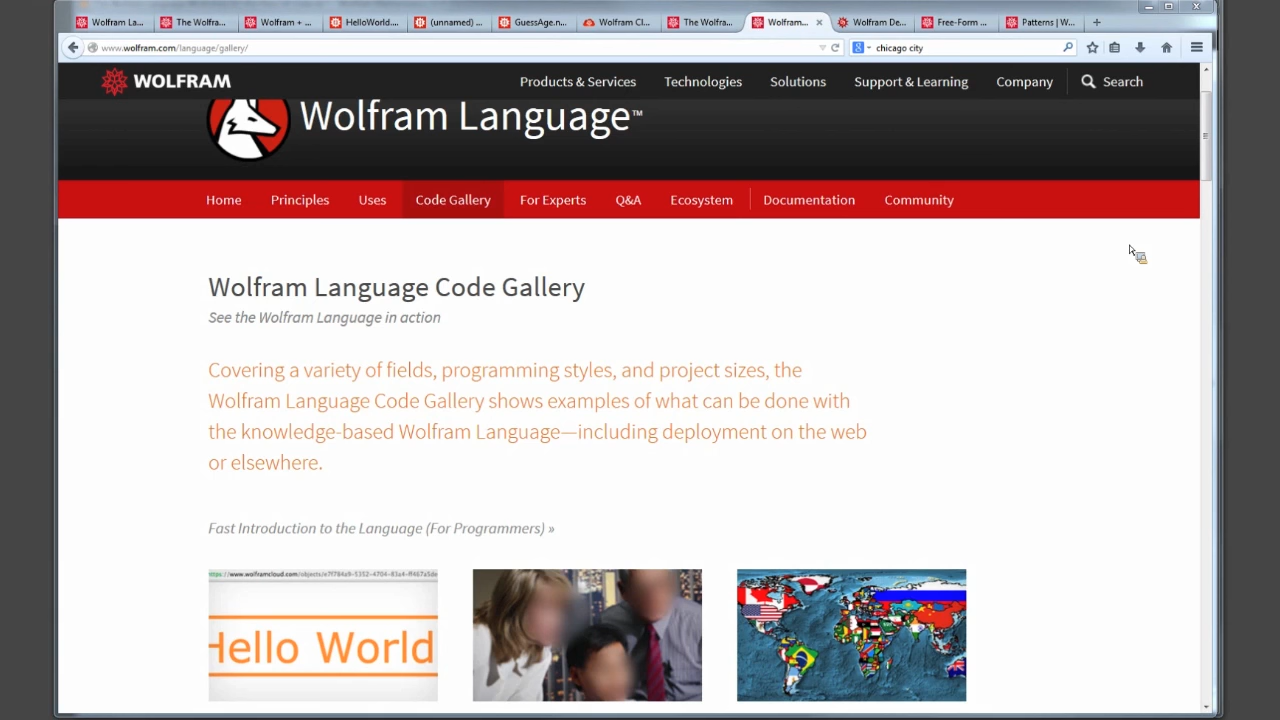 Wolfram La...
The Wolfra...
Wolfram + ...
HelloWorld....
(unnamed) ...
GuessAge.n...
Wolfram Cl...
The Wolfra...
Wolfram...
Wolfram De...
Free-Form ...
Patterns | W...
www.wolfram.com/language/gallery/
chicago city
WOLFRAM
Products & Services
Technologies
Solutions
Support & Learning
Company
Search
Wolfram Language™
Home
Principles
Uses
Code Gallery
For Experts
Q&A
Ecosystem
Documentation
Community
Wolfram Language Code Gallery
See the Wolfram Language in action
Covering a variety of fields, programming styles, and project sizes, the
Wolfram Language Code Gallery shows examples of what can be done with
the knowledge-based Wolfram Language—including deployment on the web
or elsewhere.
Fast Introduction to the Language (For Programmers) »
Hello World